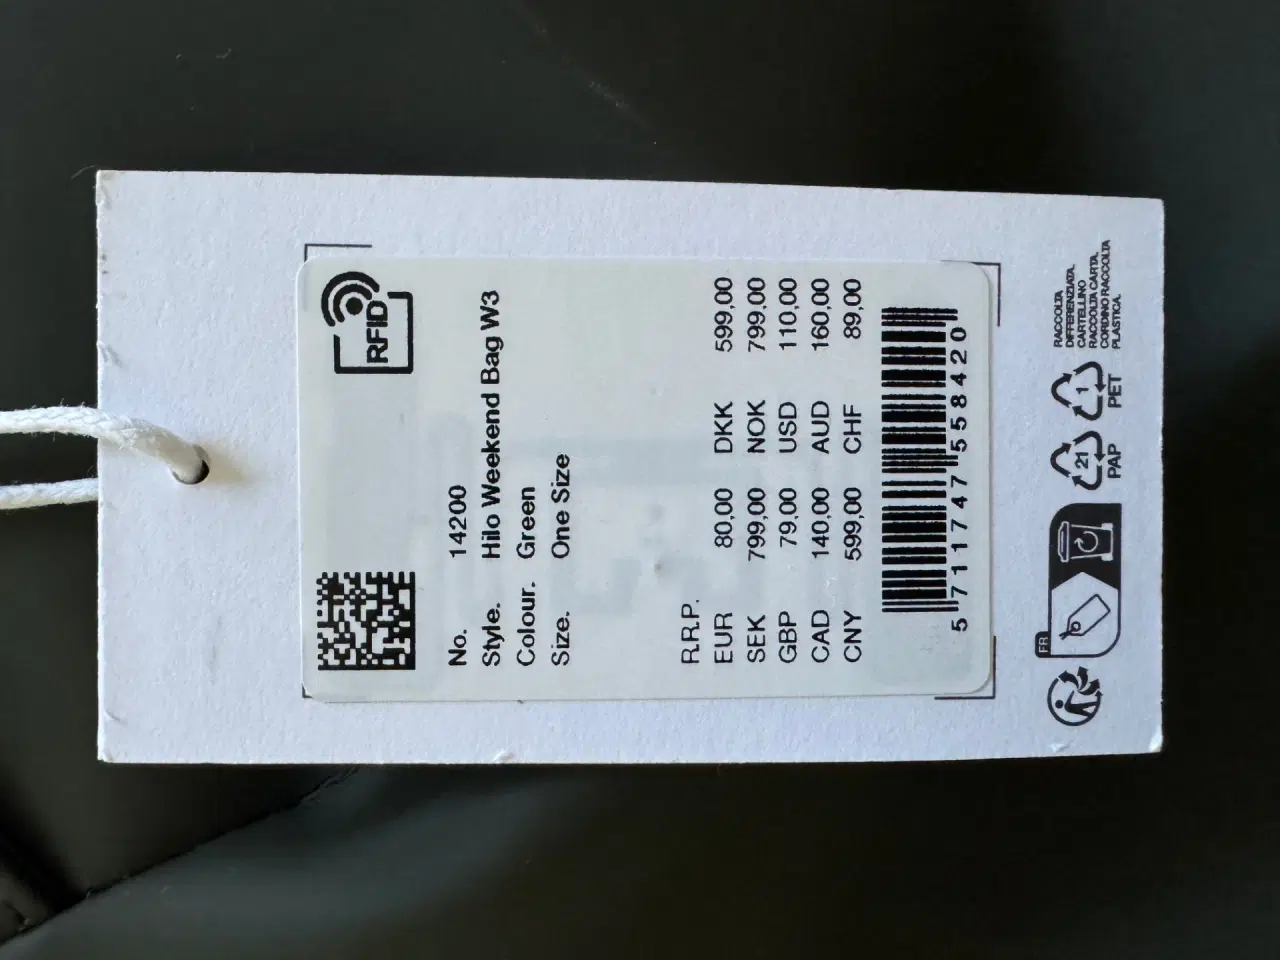 RFID
No. 14200
Style. Hilo Weekend Bag W3
Colour. Green
Size. One Size
R.R.P.
EUR 80,00 DKK 599,00
SEK 799,00 NOK 799,00
GBP 79,00 USD 110,00
CAD 140,00 AUD 160,00
CNY 599,00 CHF 89,00
5 711747 558420
FR
21
PAP
1
PET
RACCOLTA
DIFFERENZIATA.
CARTELLINO
RACCOLTA CARTA.
CORDINO RACCOLTA
PLASTICA.